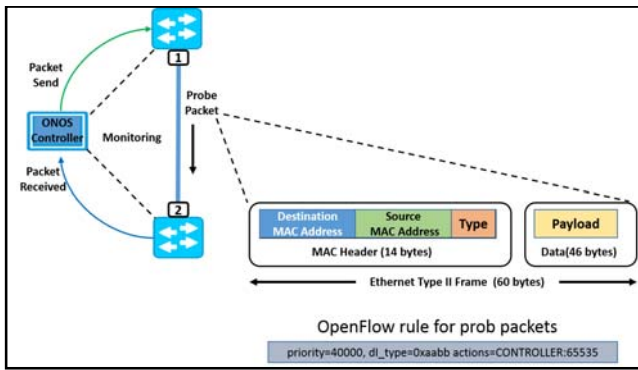 Packet
Send
1
Probe
Packet
ONOS
Controller
Monitoring
Packet
Received
2
Destination
MAC Address
Source
MAC Address
Type
Payload
MAC Header (14 bytes)
Data(46 bytes)
Ethernet Type II Frame (60 bytes)
OpenFlow rule for prob packets
priority=40000, dl_type=0xaabb actions=CONTROLLER:65535